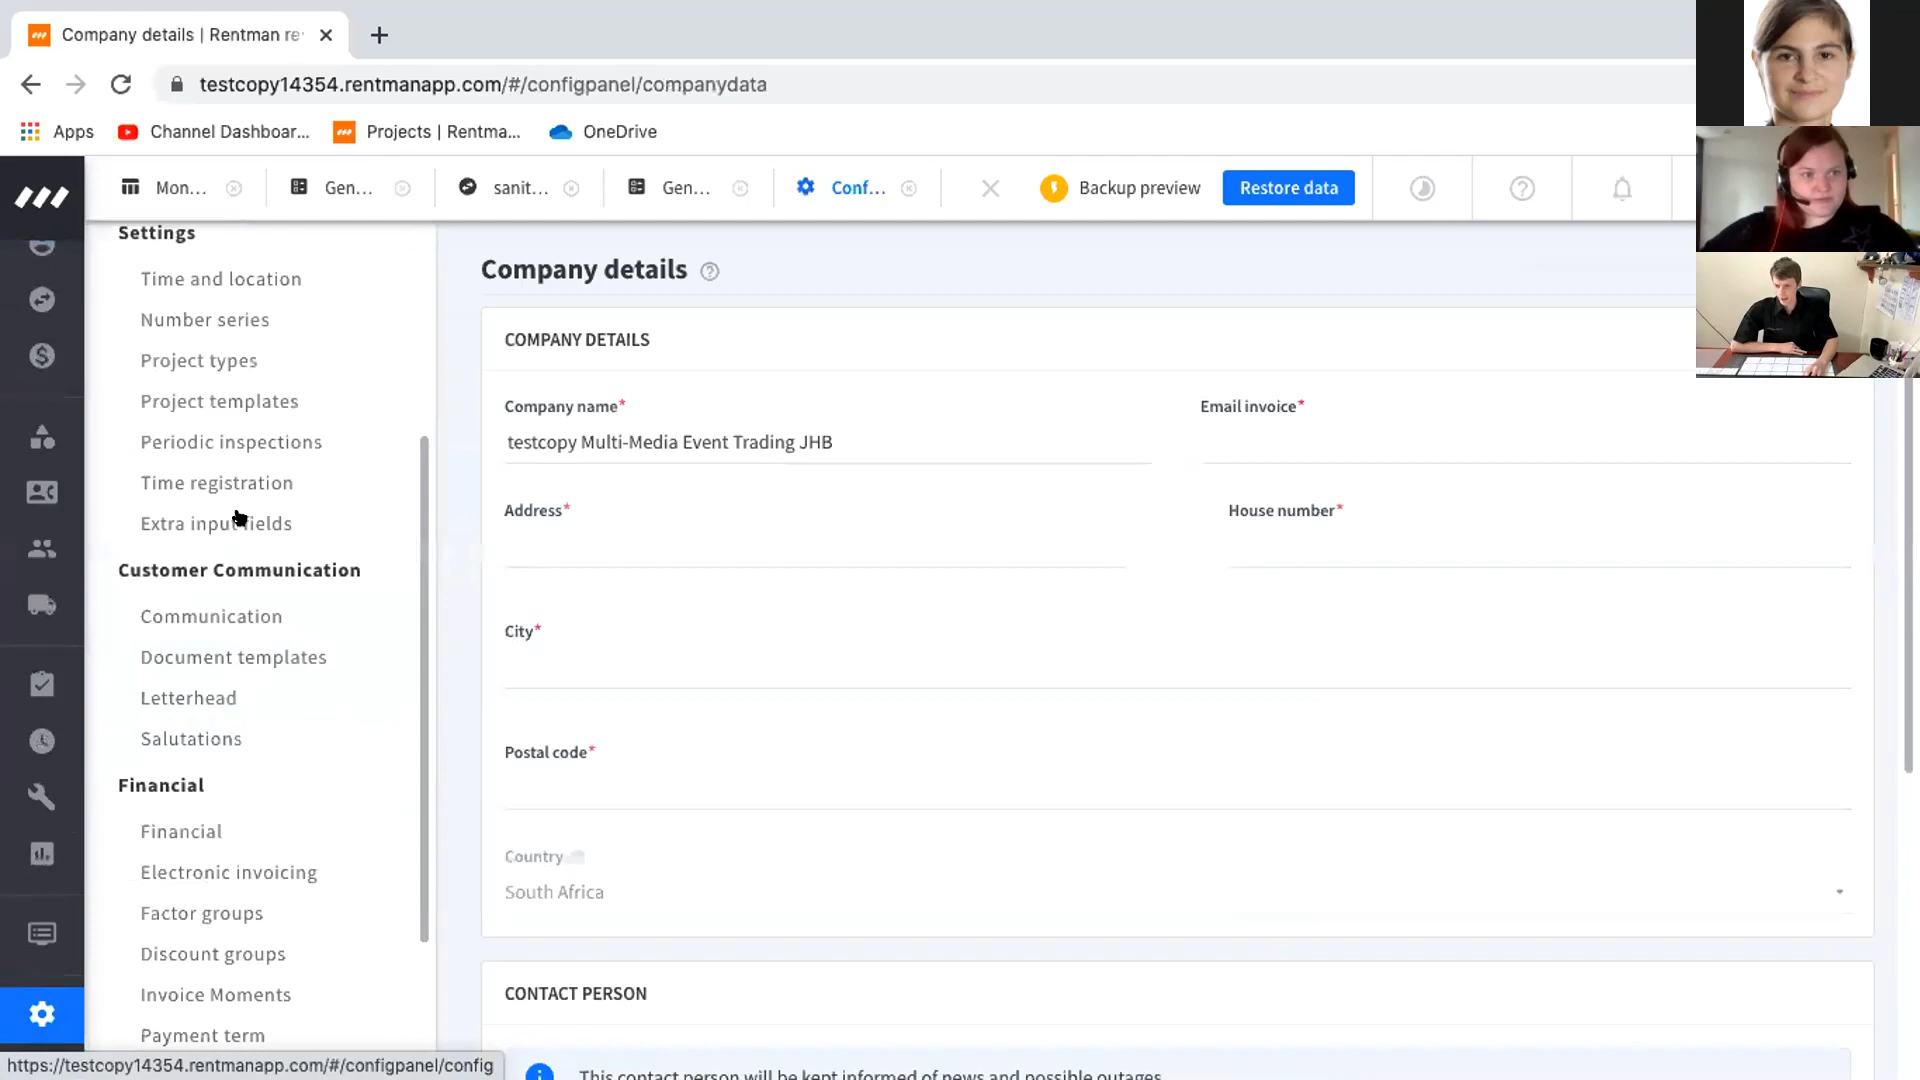 Company details | Rentman re
testcopy14354.rentmanapp.com/#/configpanel/companydata
Apps
Channel Dashboar...
Projects | Rentma...
OneDrive
Mon...
Gen...
sanit...
Gen...
Conf...
Backup preview
Restore data
Settings
Time and location
Number series
Project types
Project templates
Periodic inspections
Time registration
Extra input fields
Customer Communication
Communication
Document templates
Letterhead
Salutations
Financial
Financial
Electronic invoicing
Factor groups
Discount groups
Invoice Moments
Payment term
https://testcopy14354.rentmanapp.com/#/configpanel/config
Company details
COMPANY DETAILS
Company name*
testcopy Multi-Media Event Trading JHB
Email invoice*
Address*
House number*
City*
Postal code*
Country
South Africa
CONTACT PERSON
This contact person will be kept informed of news and possible outages